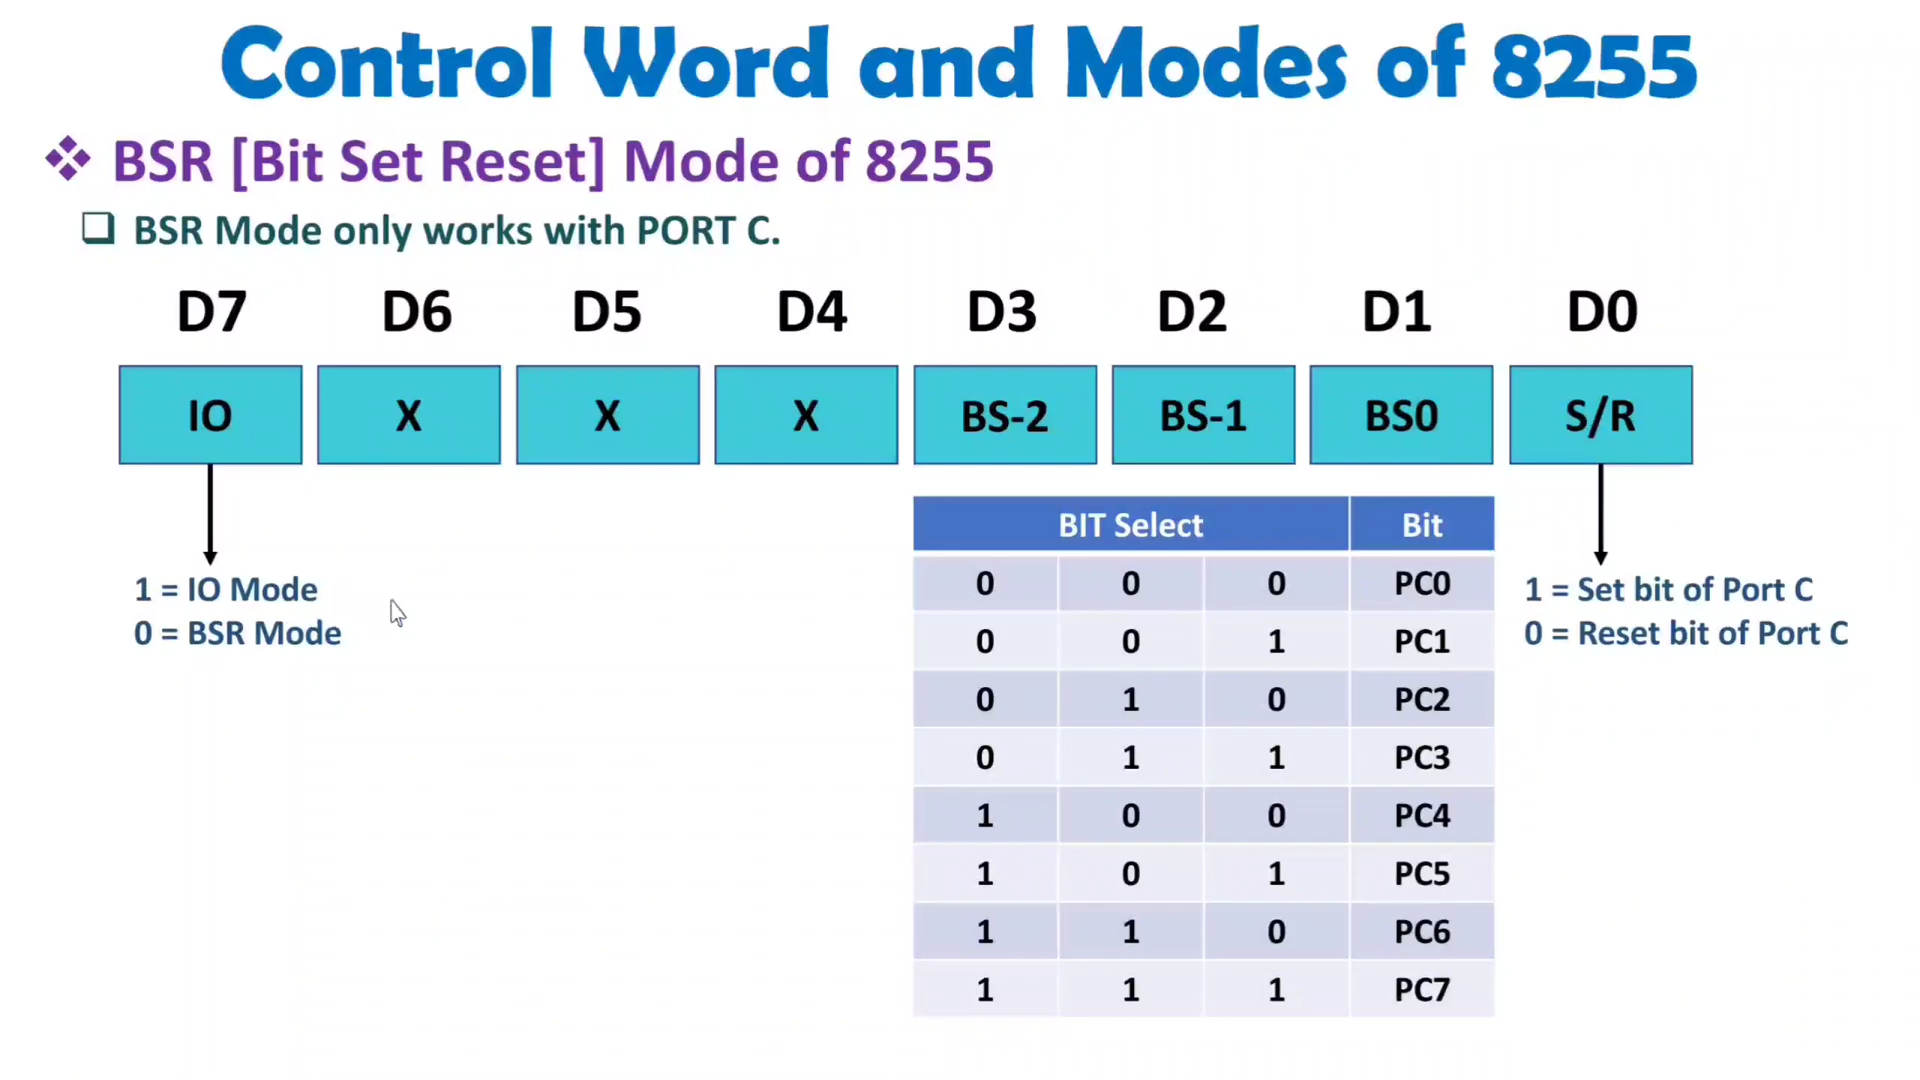 Control Word and Modes of 8255
❖ BSR [Bit Set Reset] Mode of 8255
❑ BSR Mode only works with PORT C.
D7 D6 D5 D4 D3 D2 D1 D0
IO X X X BS-2 BS-1 BS0 S/R
1 = IO Mode
0 = BSR Mode
BIT Select Bit
0 0 0 PC0
0 0 1 PC1
0 1 0 PC2
0 1 1 PC3
1 0 0 PC4
1 0 1 PC5
1 1 0 PC6
1 1 1 PC7
1 = Set bit of Port C
0 = Reset bit of Port C